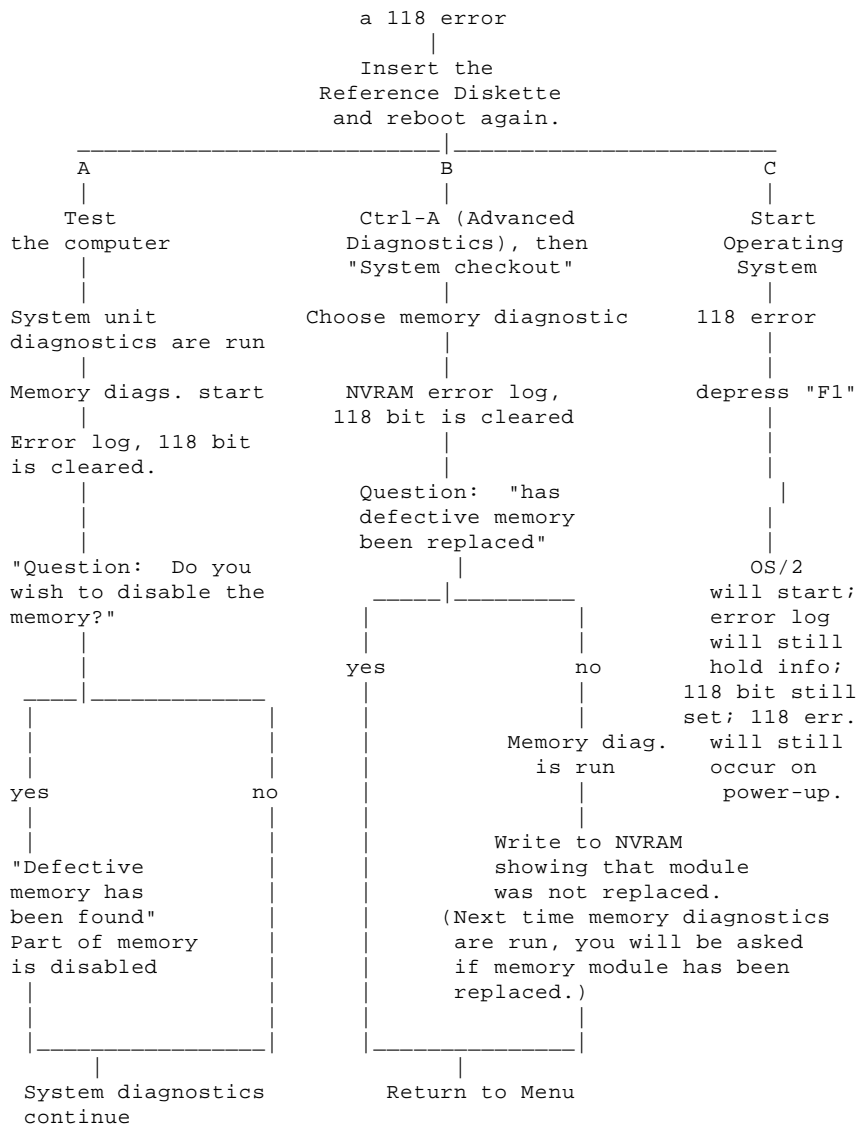 a 118 error
Insert the
Reference Diskette
and reboot again.
A B C
Test
the computer
System unit
diagnostics are run
Memory diags. start
Error log, 118 bit
is cleared.
"Question: Do you
wish to disable the
memory?"
yes no
"Defective
memory has
been found"
Part of memory
is disabled
System diagnostics
continue
Ctrl-A (Advanced
Diagnostics), then
"System checkout"
Choose memory diagnostic
NVRAM error log,
118 bit is cleared
Question: "has
defective memory
been replaced"
yes no
Memory diag.
is run
Write to NVRAM
showing that module
was not replaced.
(Next time memory diagnostics
are run, you will be asked
if memory module has been
replaced.)
Return to Menu
Start
Operating
System
118 error
depress "F1"
OS/2
will start;
error log
will still
hold info;
118 bit still
set; 118 err.
will still
occur on
power-up.